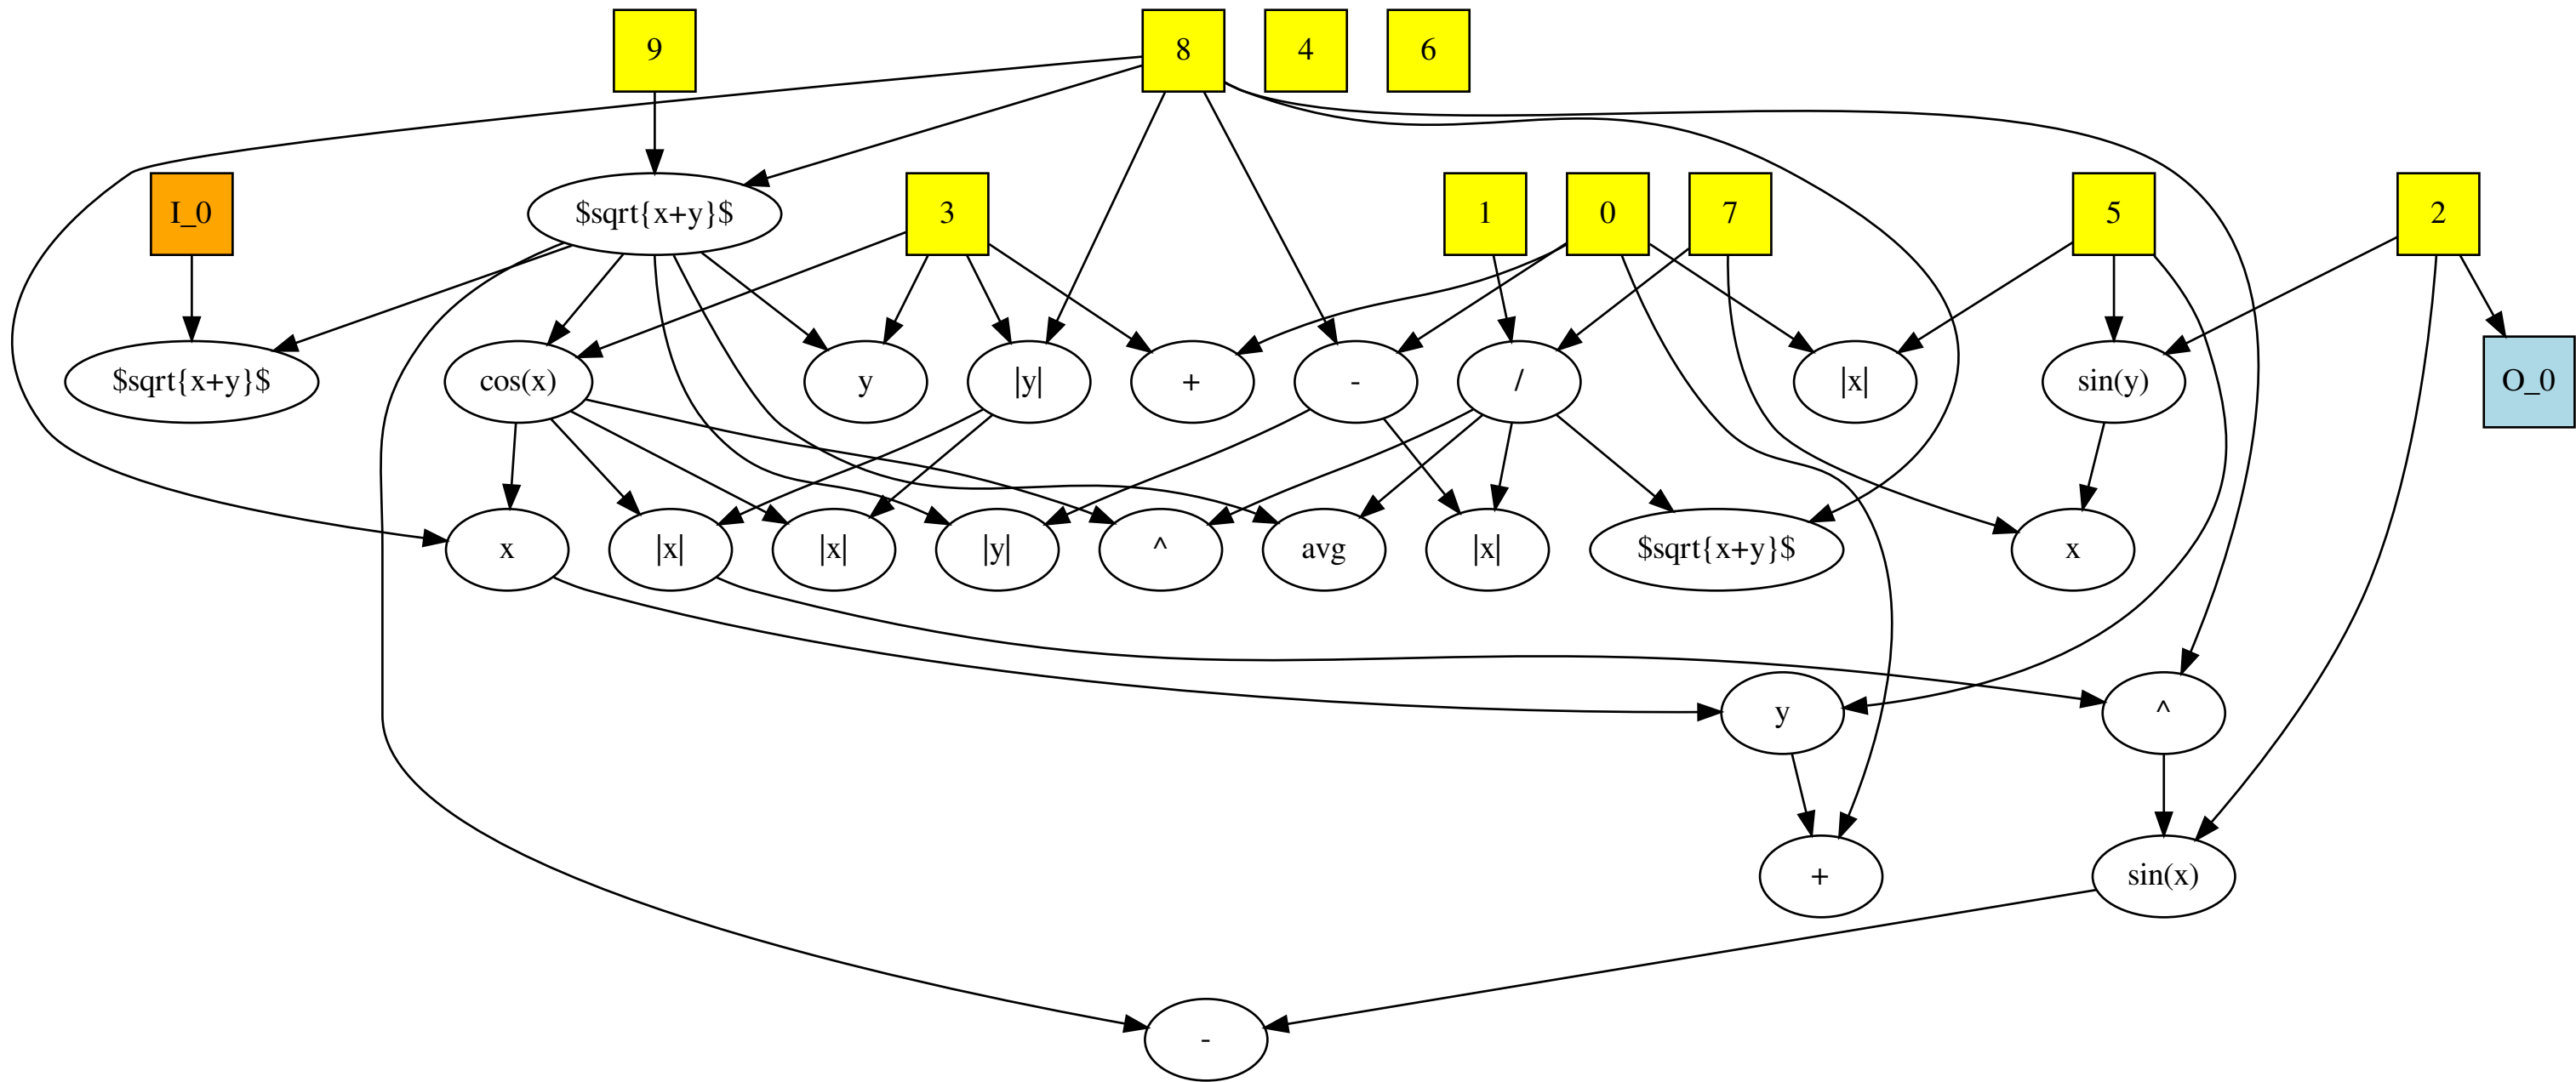 9
8
4
6
I_0
$sqrt{x+y}$
3
1
0
7
5
2
$sqrt{x+y}$
cos(x)
y
|y|
+
-
/
|x|
sin(y)
O_0
x
|x|
|x|
|y|
^
avg
|x|
$sqrt{x+y}$
x
y
^
+
sin(x)
-